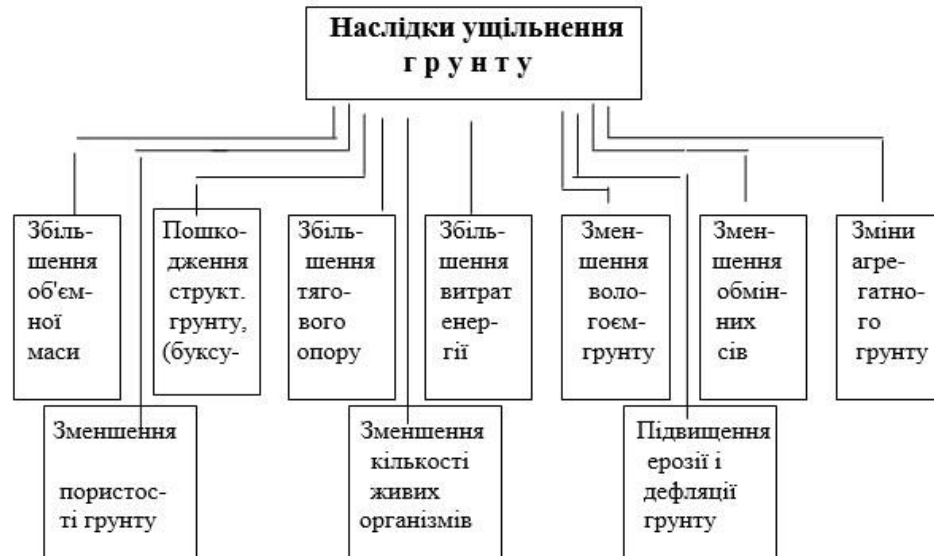 Наслідки ущільнення
г р у н т у
Збіль-
шення
об'єм-
ної
маси
Пошко-
дження
структ.
грунту,
(буксу-
Збіль-
шення
тяго-
вого
опору
Збіль-
шення
витрат
енер-
гії
Змен-
шення
воло-
гоєм-
грунту
Змен-
шення
обмін-
них
сів
Зміни
агре-
гатно-
го
грунту
Зменшення
пористос-
ті грунту
Зменшення
кількості
живих
організмів
Підвищення
ерозії і
дефляції
грунту